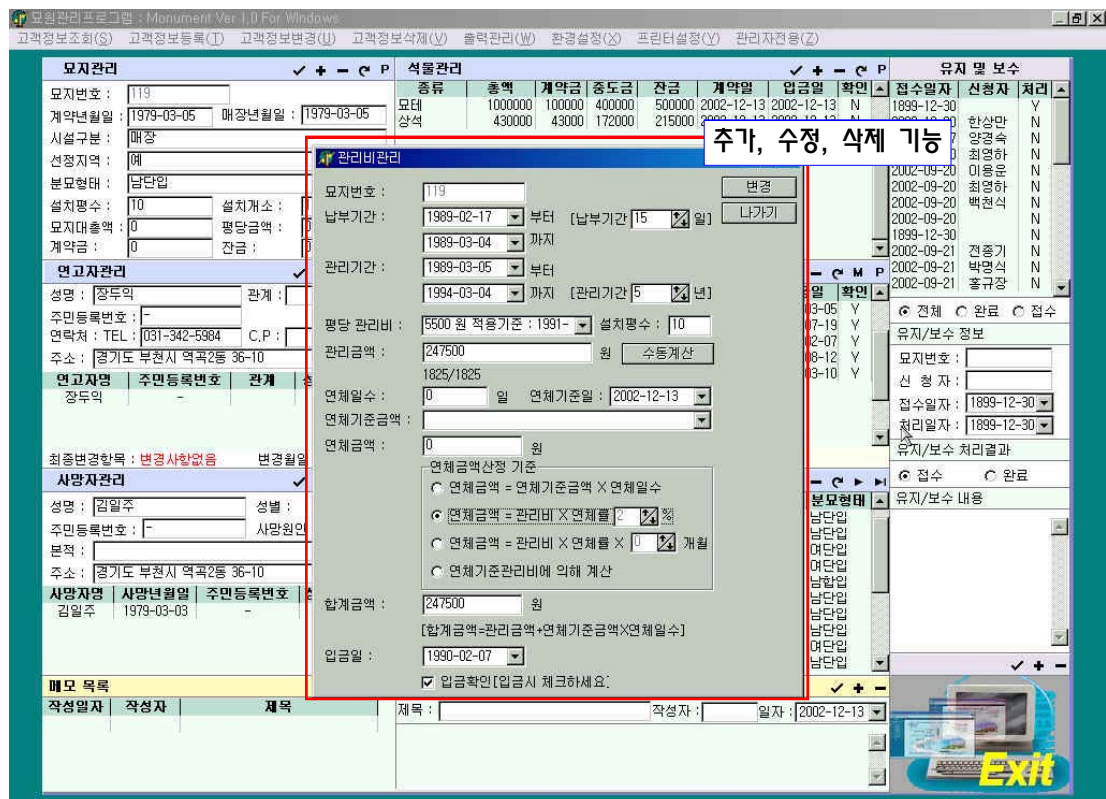 묘원관리프로그램 : Monument Ver 1,0 For Windows
고객정보조회(S) 고객정보등록(T) 고객정보변경(U) 고객정보삭제(V) 출력관리(W) 환경설정(X) 프린터설정(Y) 관리자전용(Z)
묘지관리
P
묘지번호 : 119
계약년월일 : 1979-03-05 매장년월일 : 1979-03-05
시설구분 : 매장
선정지역 : 예
분묘형태 : 남단입
설치평수 : 10 설치개소 :
묘지대총액 : 0 평당금액 :
계약금 : 0 잔금 :
석물관리
P
종류 총액 계약금 중도금 잔금 계약일 입금일 확인
묘테 1000000 100000 400000 500000 2002-12-13 2002-12-13 N
상석 430000 43000 172000 215000 2002-12-13 2002-12-13 N
추가, 수정, 삭제 기능
유지 및 보수
접수일자 신청자 처리
1899-12-30 Y
한상만 N
양경숙 N
최영하 N
2002-09-20 이용운 N
2002-09-20 최영하 N
2002-09-20 백천식 N
2002-09-20 N
1899-12-30 N
2002-09-21 전종기 N
2002-09-21 박명식 N
2002-09-21 홍규장 N
전체 완료 접수
유지/보수 정보
묘지번호 :
신 청 자 :
접수일자 : 1899-12-30
처리일자 : 1899-12-30
유지/보수 처리결과
접수 완료
유지/보수 내용
연고자관리
성명 : 장두익 관계 :
주민등록번호 : -
연락처 : TEL : 031-342-5984 C.P :
주소 : 경기도 부천시 역곡2동 36-10
연고자명 주민등록번호 관계
장두익 -
최종변경항목 : 변경사항없음 변경월일
M P
확인
03-05 Y
07-19 Y
02-07 Y
08-12 Y
03-10 Y
사망자관리
성명 : 김일주 성별 :
주민등록번호 : - 사망원인
본적 :
주소 : 경기도 부천시 역곡2동 36-10
사망자명 사망년월일 주민등록번호
김일주 1979-03-03 -
분묘형태
남단입
남단입
여단입
여단입
남합입
남단입
남단입
남단입
여단입
남단입
관리비관리
묘지번호 : 119
변경
납부기간 : 1989-02-17 부터 [납부기간 15 일]
나가기
1989-03-04 까지
관리기간 : 1989-03-05 부터
1994-03-04 까지 [관리기간 5 년]
평당 관리비 : 5500 원 적용기준 : 1991- 설치평수 : 10
관리금액 : 247500 원 수동계산
1825/1825
연체일수 : 0 일 연체기준일 : 2002-12-13
연체기준금액 :
연체금액 : 0 원
연체금액산정 기준
연체금액 = 연체기준금액 X 연체일수
연체금액 = 관리비 X 연체률 2 %
연체금액 = 관리비 X 연체률 X 0 개월
연체기준관리비에 의해 계산
합계금액 : 247500 원
[합계금액=관리금액+연체기준금액X연체일수]
입금일 : 1990-02-07
입금확인[입금시 체크하세요]
메모 목록
작성일자 작성자 제목
제목 : 작성자 : 일자 : 2002-12-13
Exit